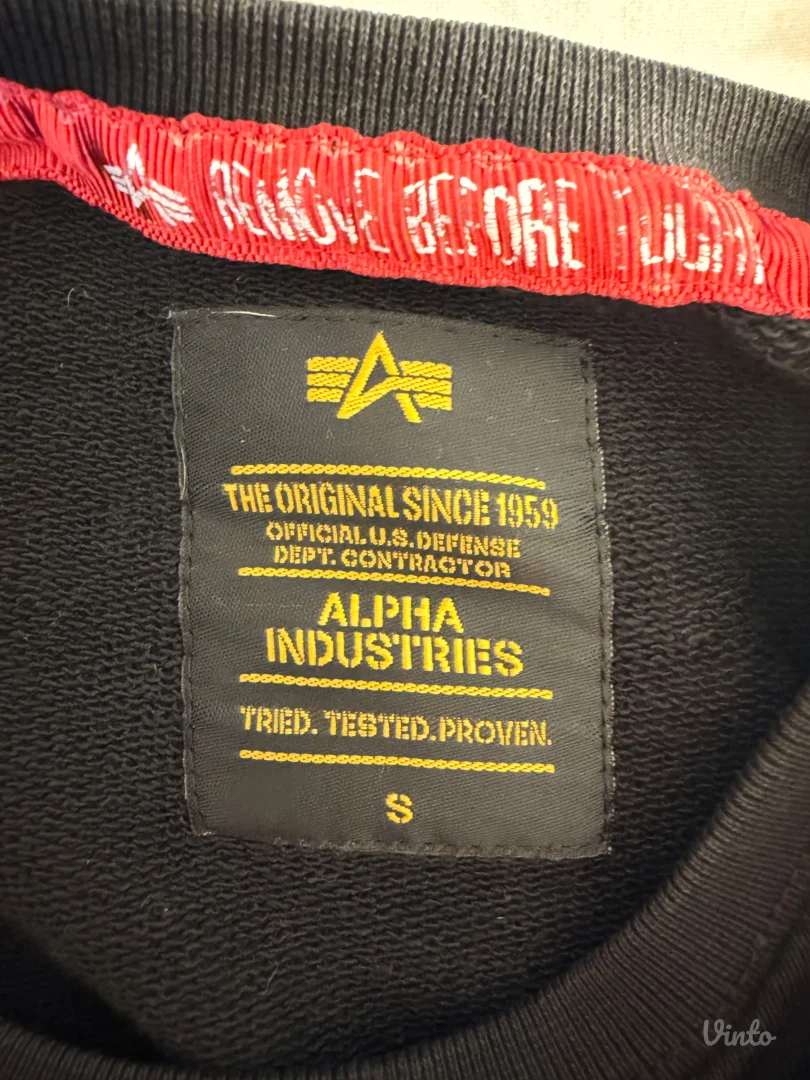 REMOVE BEFORE FLIGHT
THE ORIGINAL SINCE 1959
OFFICIAL U.S. DEFENSE
DEPT. CONTRACTOR
ALPHA
INDUSTRIES
TRIED. TESTED. PROVEN.
S
Vinto